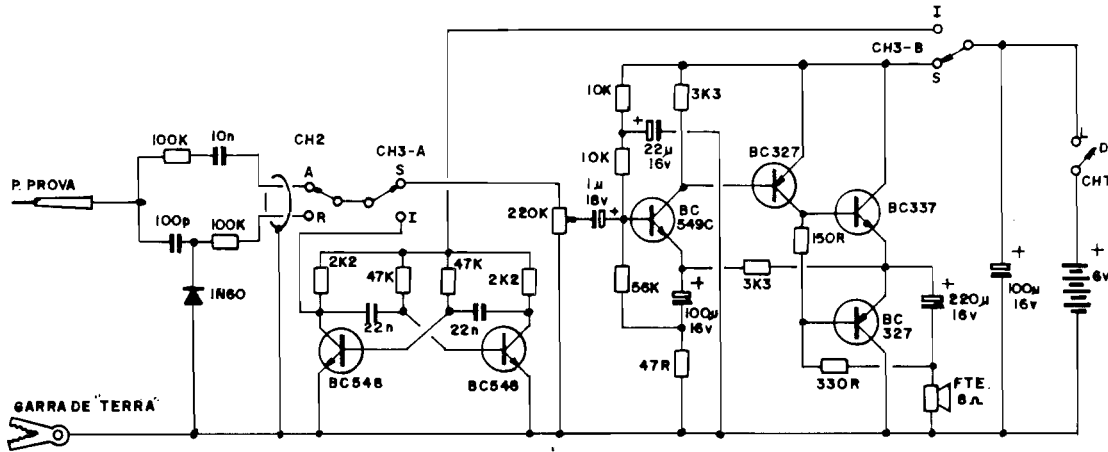 I
CH3-B
S
10K
3K3
+
22µ
16v
10K
1µ
16v
+
CH2
CH3-A
100K
10n
A
S
P. PROVA
R
I
220K
100p
100K
2K2
47K
47K
2K2
1N60
22n
22n
BC548
BC548
BC
549C
56K
+
100µ
16v
47R
3K3
BC327
BC337
150R
BC
327
330R
+
220µ
16v
FTE.
8Ω
+
100µ
16v
D
CH1
+
6v
GARRA DE "TERRA"